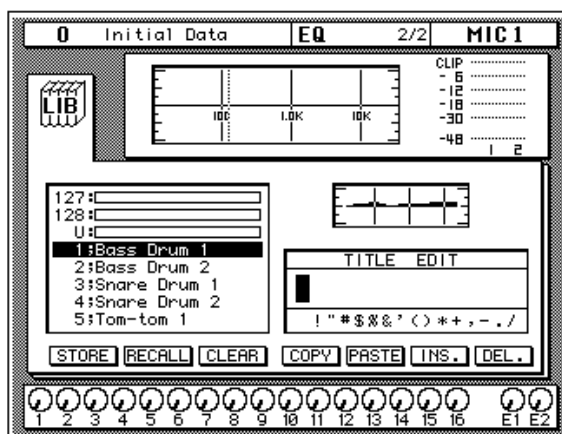 0 Initial Data EQ 2/2 MIC 1
CLIP
- 6
-12
-18
-30
-48
1 2
LIB
100 1.0K 10K
127:
128:
U:
1;Bass Drum 1
2;Bass Drum 2
3;Snare Drum 1
4;Snare Drum 2
5;Tom-tom 1
TITLE EDIT
!"#$%&'()*+,-./
STORE RECALL CLEAR COPY PASTE INS. DEL.
1 2 3 4 5 6 7 8 9 10 11 12 13 14 15 16 E1 E2